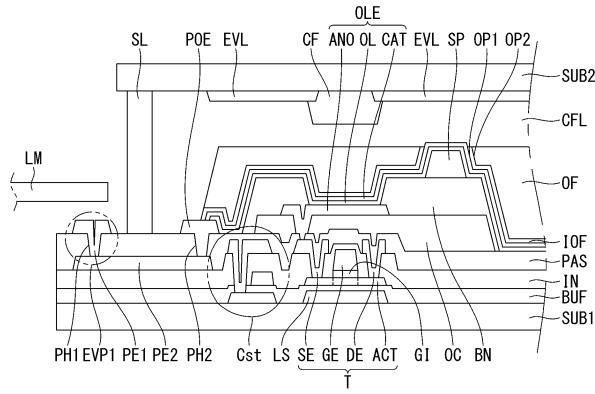 OLE
SL POE EVL CF ANO OL CAT EVL SP OP1 OP2
SUB2
CFL
LM
OF
IOF
PAS
IN
BUF
SUB1
PH1 EVP1 PE1 PE2 PH2 Cst LS SE GE DE ACT GI OC BN
T